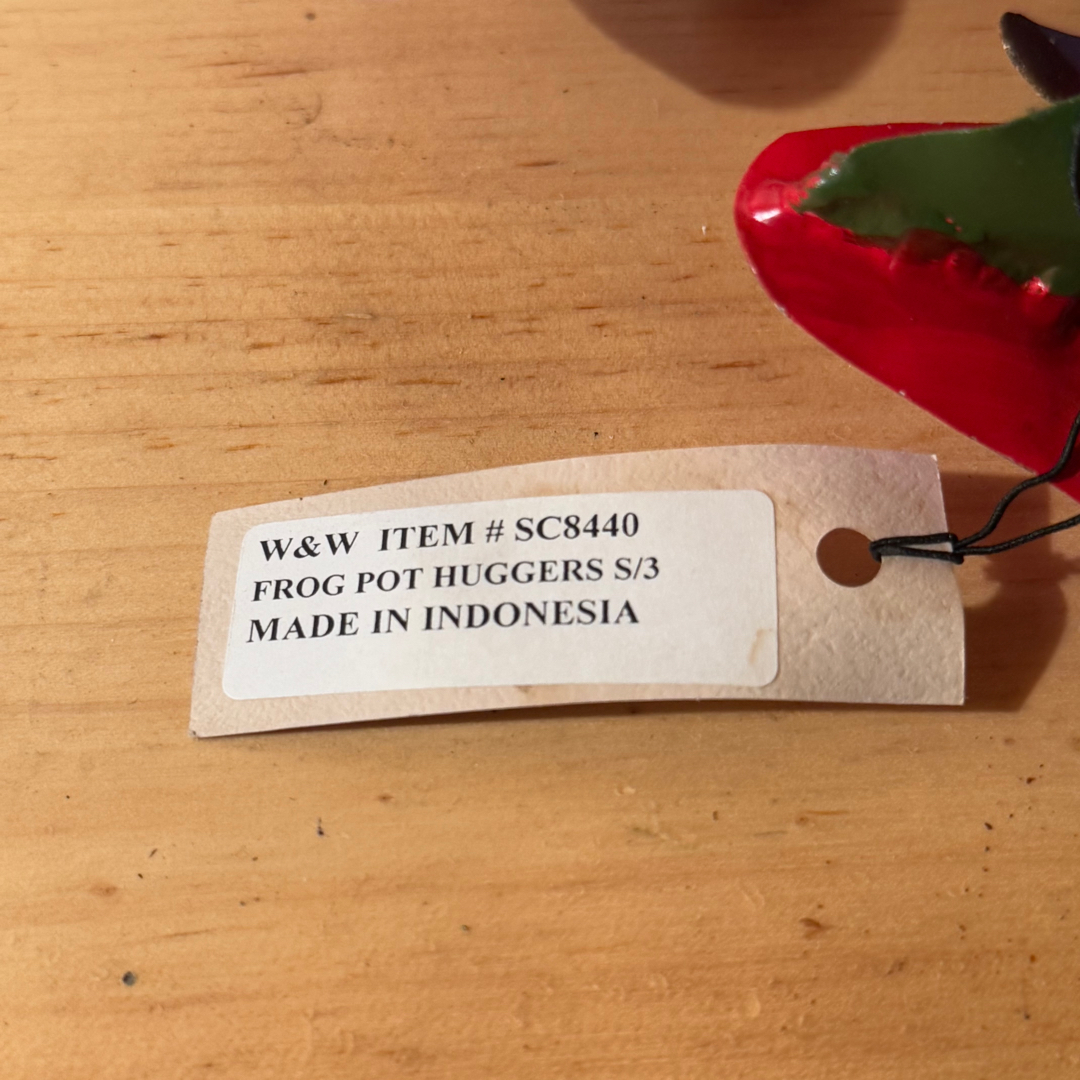 W&W ITEM # SC8440
FROG POT HUGGERS S/3
MADE IN INDONESIA